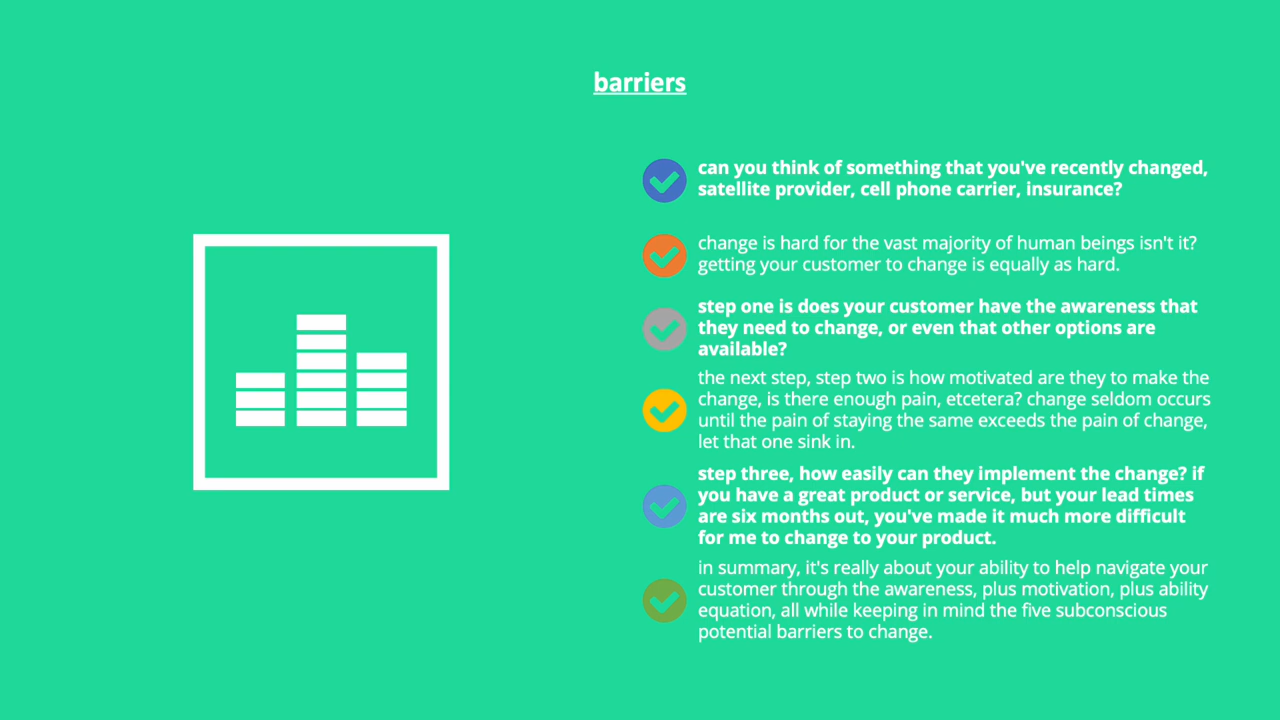 barriers
can you think of something that you've recently changed,
satellite provider, cell phone carrier, insurance?
change is hard for the vast majority of human beings isn't it?
getting your customer to change is equally as hard.
step one is does your customer have the awareness that
they need to change, or even that other options are
available?
the next step, step two is how motivated are they to make the
change, is there enough pain, etcetera? change seldom occurs
until the pain of staying the same exceeds the pain of change,
let that one sink in.
step three, how easily can they implement the change? if
you have a great product or service, but your lead times
are six months out, you've made it much more difficult
for me to change to your product.
in summary, it's really about your ability to help navigate your
customer through the awareness, plus motivation, plus ability
equation, all while keeping in mind the five subconscious
potential barriers to change.